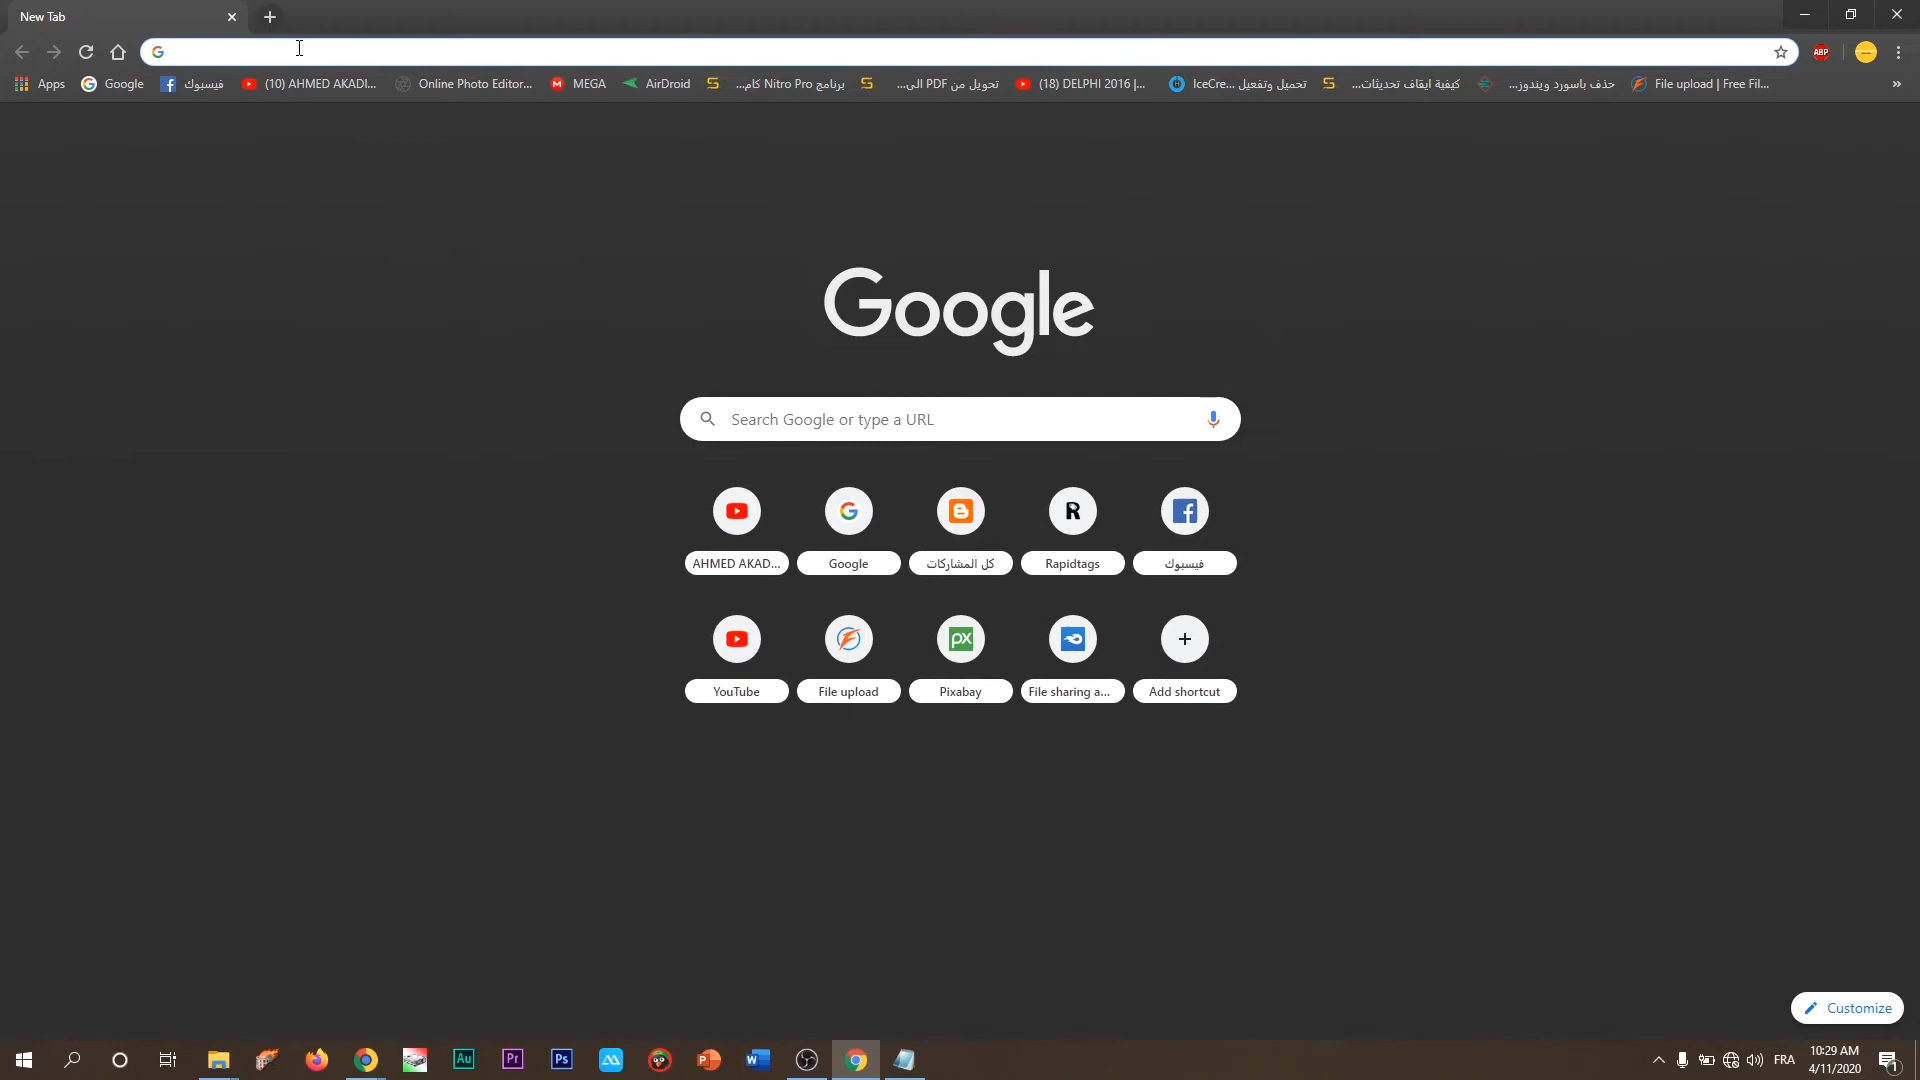 New Tab
Apps
Google
فيسبوك
(10) AHMED AKADI...
Online Photo Editor...
MEGA
AirDroid
برنامج Nitro Pro كام...
تحويل من PDF الى...
(18) DELPHI 2016 |...
تحميل وتفعيل IceCre...
كيفية ايقاف تحديثات...
حذف باسورد ويندوز...
File upload | Free Fil...
»
Google
Search Google or type a URL
AHMED AKAD...
Google
كل المشاركات
Rapidtags
فيسبوك
YouTube
File upload
Pixabay
File sharing a...
Add shortcut
Customize
FRA
10:29 AM
4/11/2020